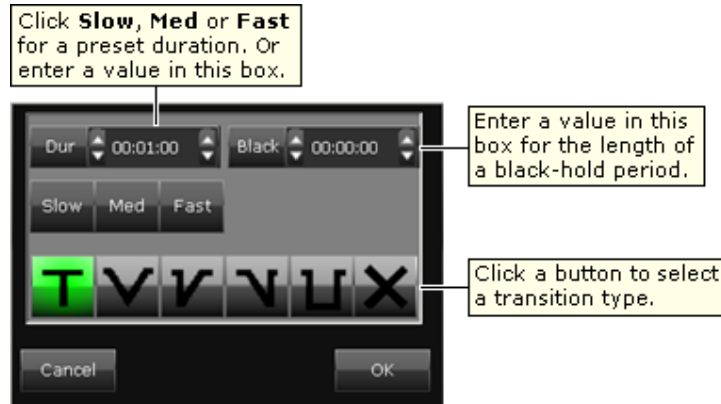 Click Slow, Med or Fast
for a preset duration. Or
enter a value in this box.
Dur 00:01:00 Black 00:00:00
Enter a value in this
box for the length of
a black-hold period.
Slow Med Fast
Click a button to select
a transition type.
Cancel OK